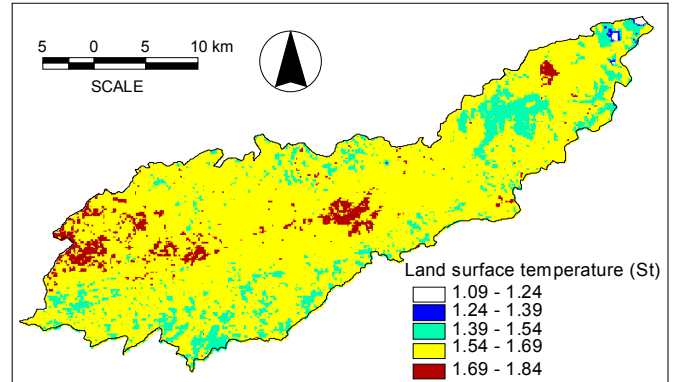 5 0 5 10 km
SCALE
Land surface temperature (St)
1.09 - 1.24
1.24 - 1.39
1.39 - 1.54
1.54 - 1.69
1.69 - 1.84